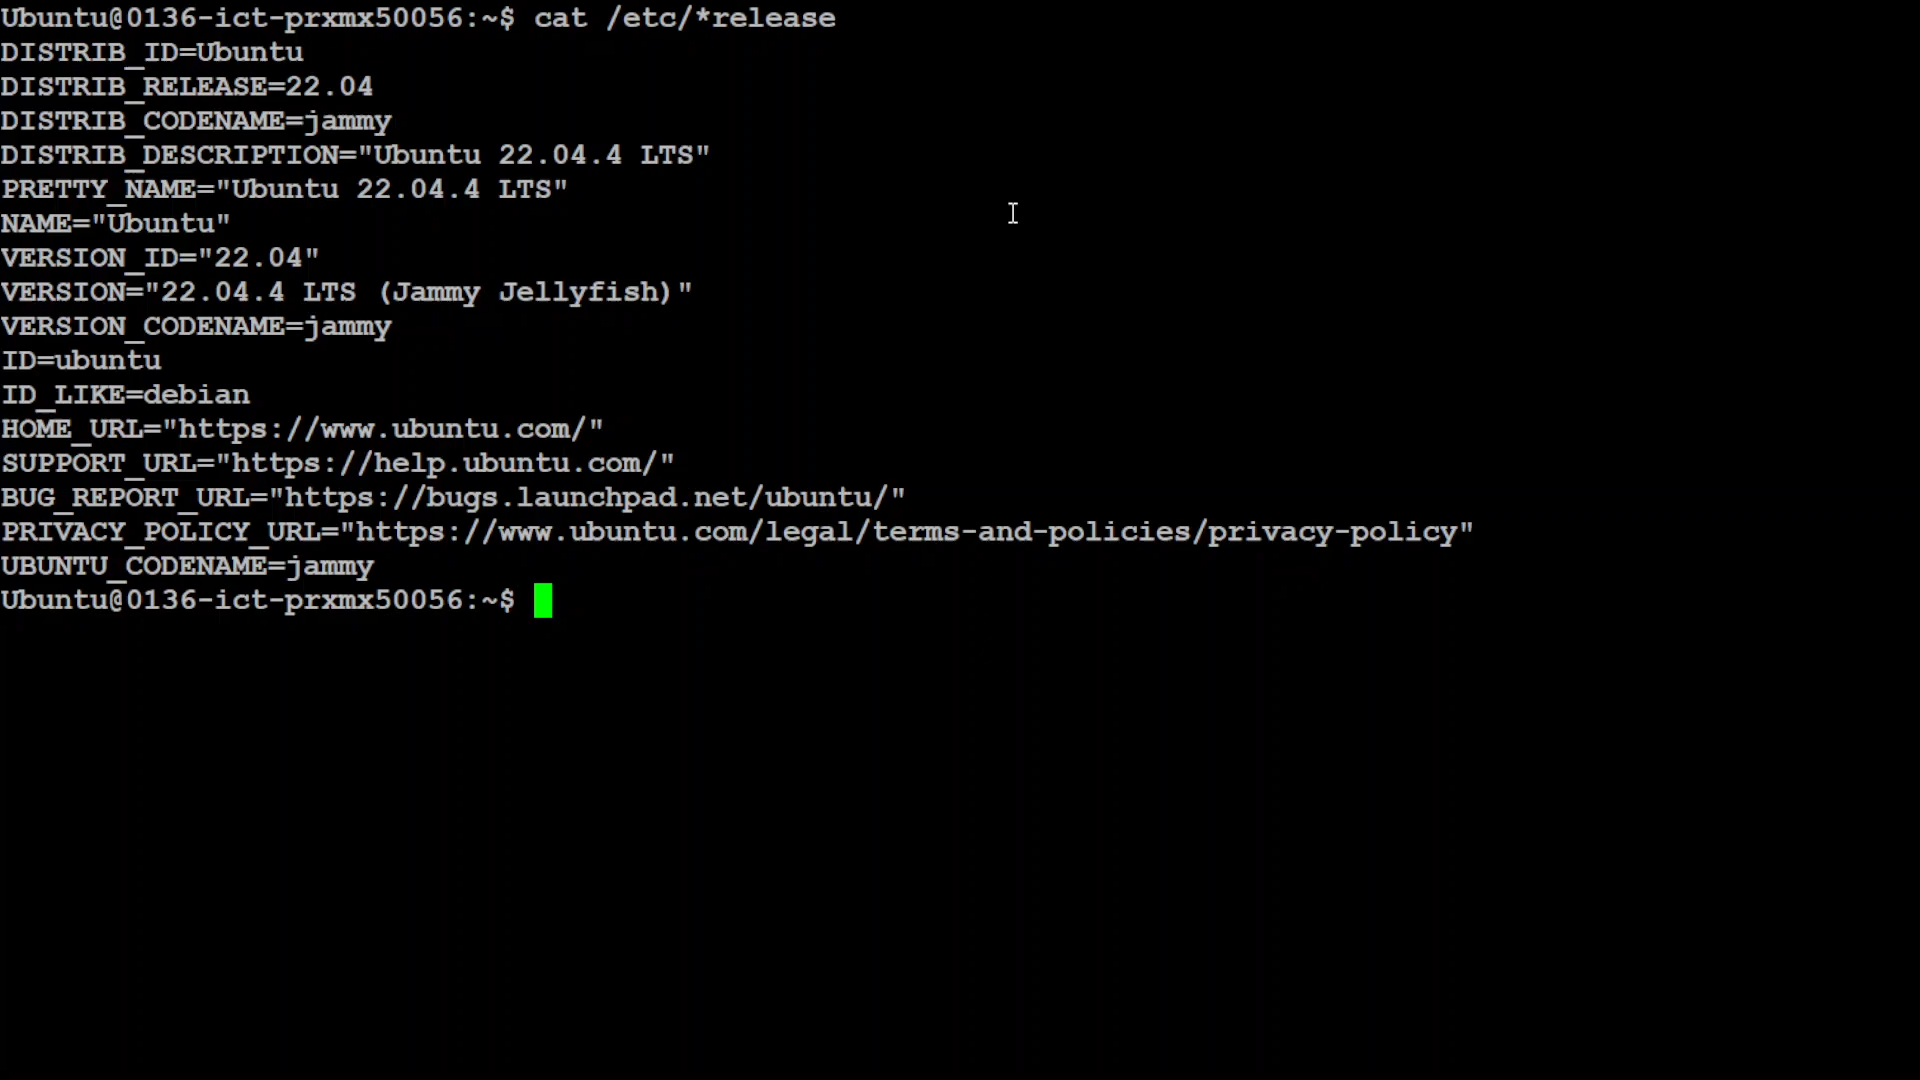 Ubuntu@0136-ict-prxmx50056:~$ cat /etc/*release
DISTRIB_ID=Ubuntu
DISTRIB_RELEASE=22.04
DISTRIB_CODENAME=jammy
DISTRIB_DESCRIPTION="Ubuntu 22.04.4 LTS"
PRETTY_NAME="Ubuntu 22.04.4 LTS"
NAME="Ubuntu"
VERSION_ID="22.04"
VERSION="22.04.4 LTS (Jammy Jellyfish)"
VERSION_CODENAME=jammy
ID=ubuntu
ID_LIKE=debian
HOME_URL="https://www.ubuntu.com/"
SUPPORT_URL="https://help.ubuntu.com/"
BUG_REPORT_URL="https://bugs.launchpad.net/ubuntu/"
PRIVACY_POLICY_URL="https://www.ubuntu.com/legal/terms-and-policies/privacy-policy"
UBUNTU_CODENAME=jammy
Ubuntu@0136-ict-prxmx50056:~$